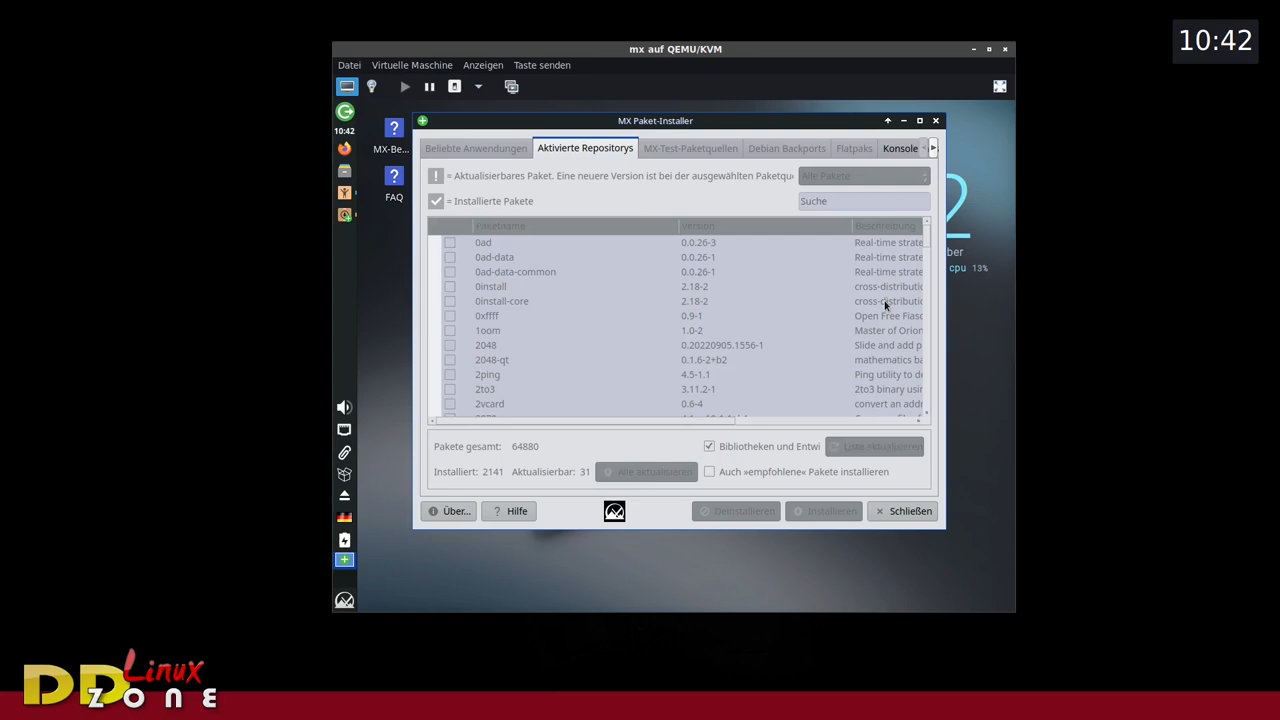 10:42
mx auf QEMU/KVM
Datei Virtuelle Maschine Anzeigen Taste senden
10:42
MX-Be...
FAQ
MX Paket-Installer
Beliebte Anwendungen Aktivierte Repositorys MX-Test-Paketquellen Debian Backports Flatpaks Konsole
! = Aktualisierbares Paket. Eine neuere Version ist bei der ausgewählten Paketqu Alle Pakete
= Installierte Pakete Suche
Paketname Version Beschreibung
0ad 0.0.26-3 Real-time strate
0ad-data 0.0.26-1 Real-time strate
0ad-data-common 0.0.26-1 Real-time strate
0install 2.18-2 cross-distributic
0install-core 2.18-2 cross-distributic
0xffff 0.9-1 Open Free Fiasc
1oom 1.0-2 Master of Orion
2048 0.20220905.1556-1 Slide and add p
2048-qt 0.1.6-2+b2 mathematics ba
2ping 4.5-1.1 Ping utility to de
2to3 3.11.2-1 2to3 binary usin
2vcard 0.6-4 convert an addr
Pakete gesamt: 64880 Bibliotheken und Entwi Liste aktualisieren
Installiert: 2141 Aktualisierbar: 31 Alle aktualisieren Auch »empfohlene« Pakete installieren
Über... ? Hilfe Deinstallieren Installieren Schließen
2
ber
cpu 13%
DD Linux
ZONE